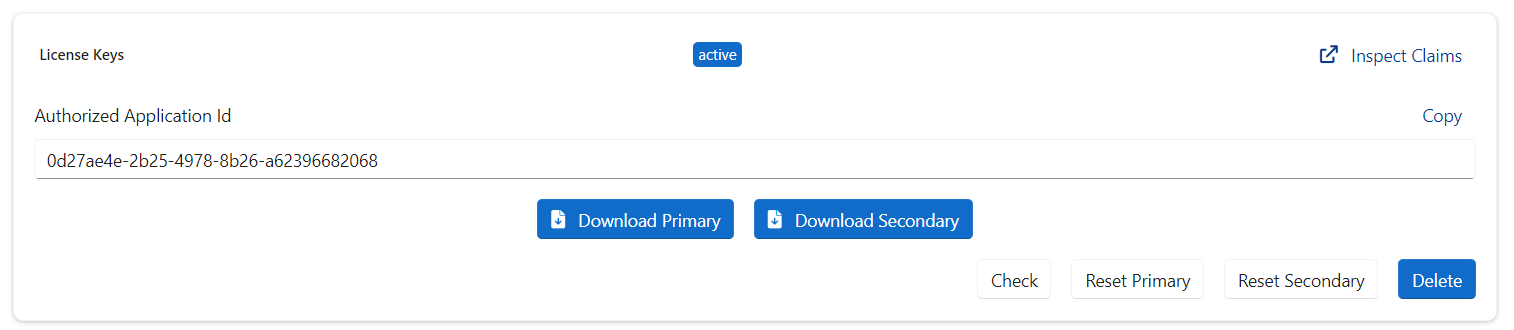 License Keys
active
Inspect Claims
Authorized Application Id
Copy
0d27ae4e-2b25-4978-8b26-a62396682068
Download Primary
Download Secondary
Check
Reset Primary
Reset Secondary
Delete